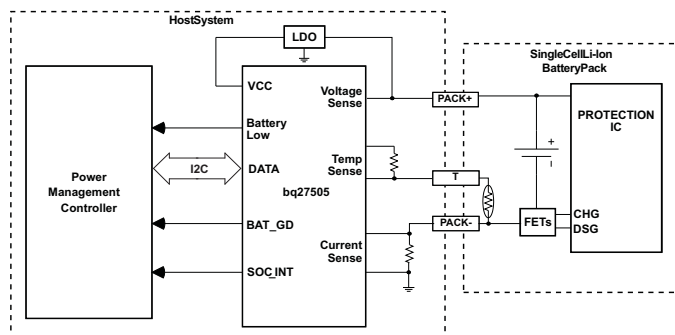 HostSystem
LDO
VCC
Voltage
Sense
Battery
Low
Temp
Sense
I2C
DATA
bq27505
Power
Management
Controller
BAT_GD
Current
Sense
SOC_INT
PACK+
T
PACK-
SingleCellLi-Ion
BatteryPack
PROTECTION
IC
+
FETs
CHG
DSG